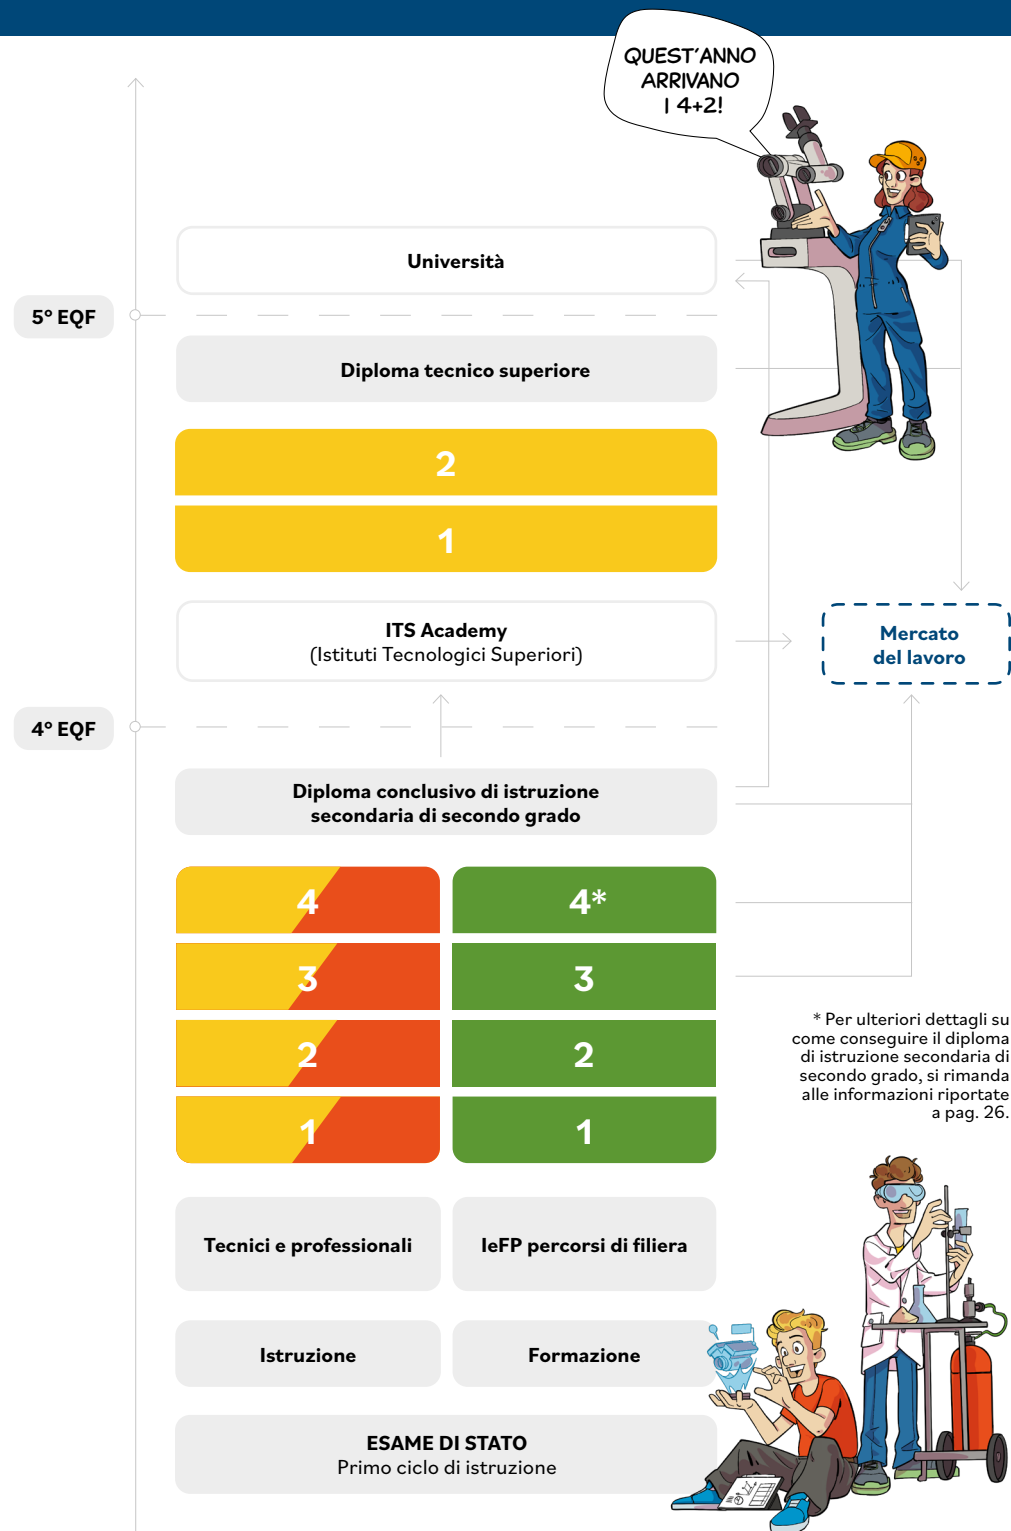 QUEST'ANNO
ARRIVANO
I 4+2!
Università
5° EQF
Diploma tecnico superiore
2
1
ITS Academy
(Istituti Tecnologici Superiori)
Mercato
del lavoro
4° EQF
Diploma conclusivo di istruzione
secondaria di secondo grado
4 4*
3 3
2 2
1 1
* Per ulteriori dettagli su
come conseguire il diploma
di istruzione secondaria di
secondo grado, si rimanda
alle informazioni riportate
a pag. 26.
Tecnici e professionali IeFP percorsi di filiera
Istruzione Formazione
ESAME DI STATO
Primo ciclo di istruzione